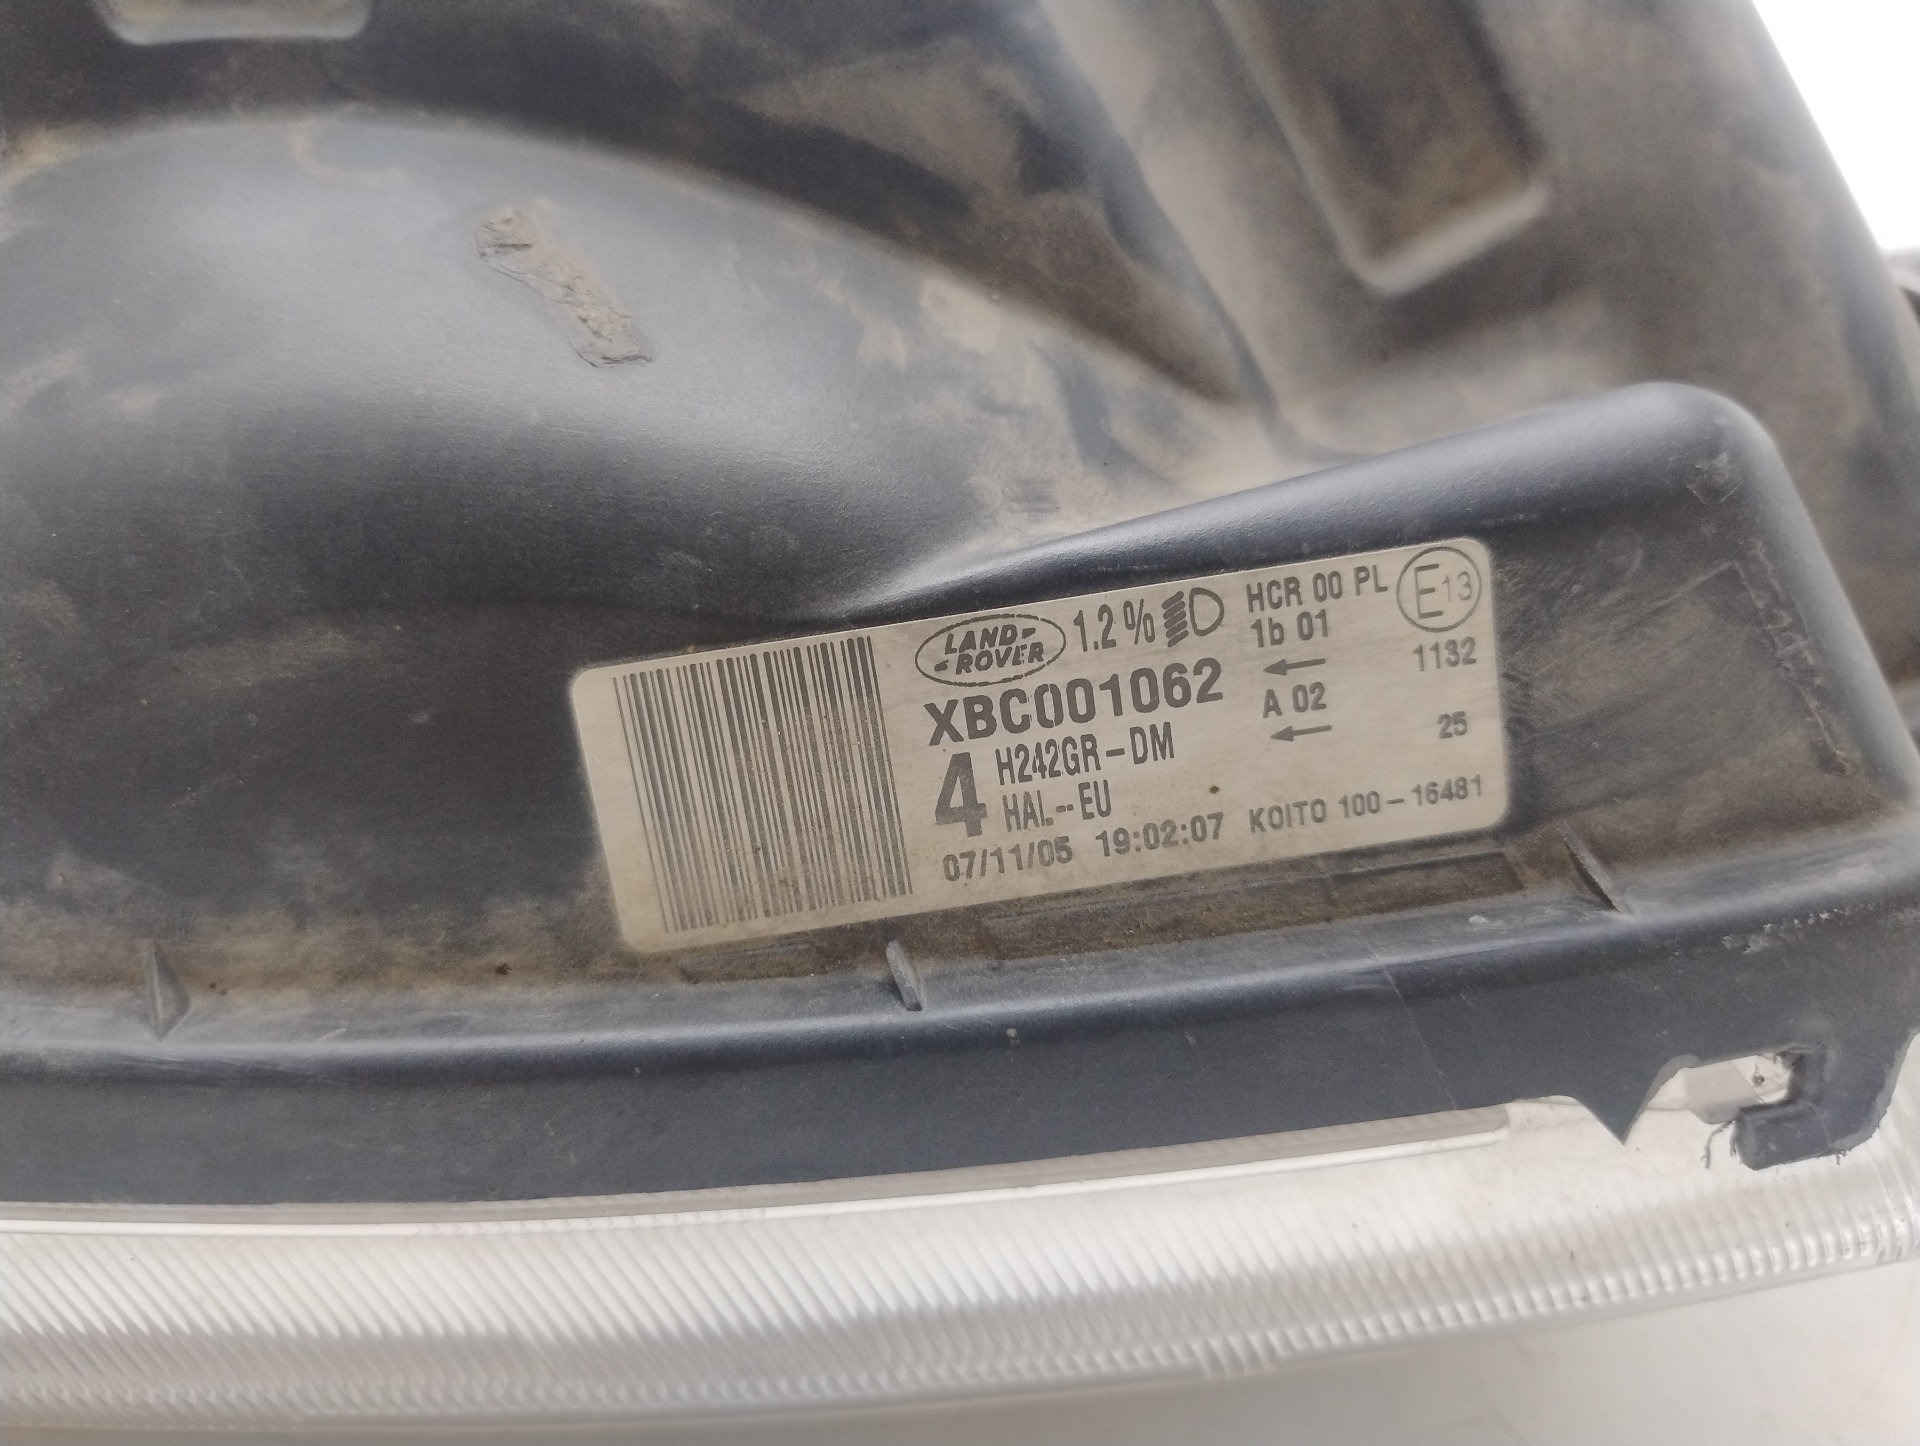 LAND-
ROVER
1.2%
HCR 00 PL
E13
1b 01
←
1132
XBC001062
A 02
←
25
4
H242GR-DM
HAL--EU
07/11/05 19:02:07 KOITO 100-16481